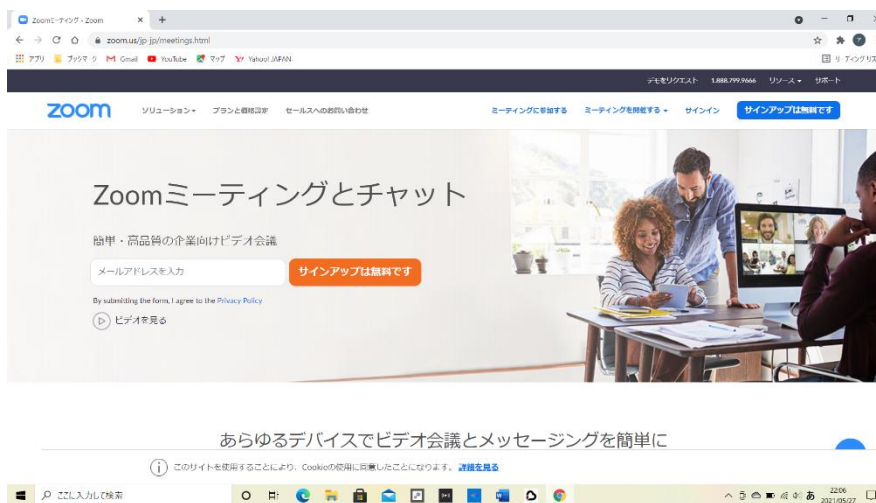 Zoomミーティング - Zoom
zoom.us/jp-jp/meetings.html
アプリ ブックマーク Gmail YouTube マップ Yahoo! JAPAN
デモをリクエスト 1.888.799.9666 リソース サポート
zoom ソリューション プランと価格設定 セールスへのお問い合わせ ミーティングに参加する ミーティングを開催する サインイン サインアップは無料です
Zoomミーティングとチャット
簡単・高品質の企業向けビデオ会議
メールアドレスを入力 サインアップは無料です
By submitting the form, I agree to the Privacy Policy
ビデオを見る
あらゆるデバイスでビデオ会議とメッセージングを簡単に
このサイトを使用することにより、Cookieの使用に同意したことになります。 詳細を見る
ここに入力して検索 あ 22:06
2021/05/27